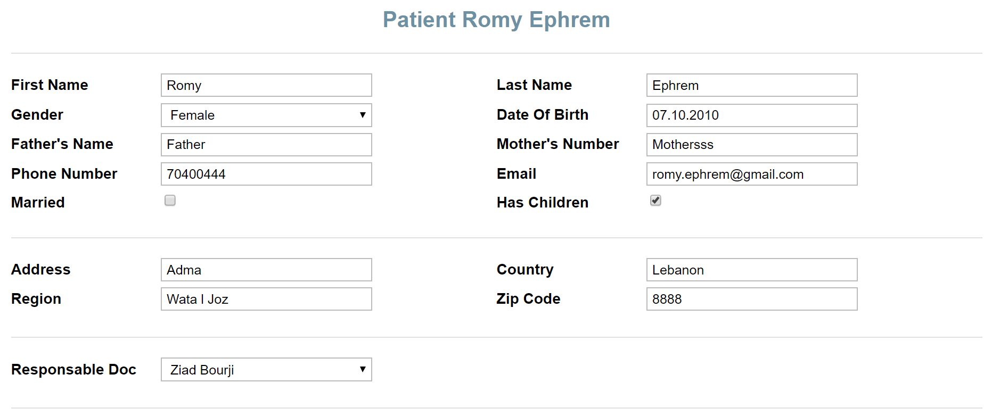 Patient Romy Ephrem
First Name Romy Last Name Ephrem
Gender Female Date Of Birth 07.10.2010
Father's Name Father Mother's Number Mothersss
Phone Number 70400444 Email romy.ephrem@gmail.com
Married Has Children
Address Adma Country Lebanon
Region Wata l Joz Zip Code 8888
Responsable Doc Ziad Bourji